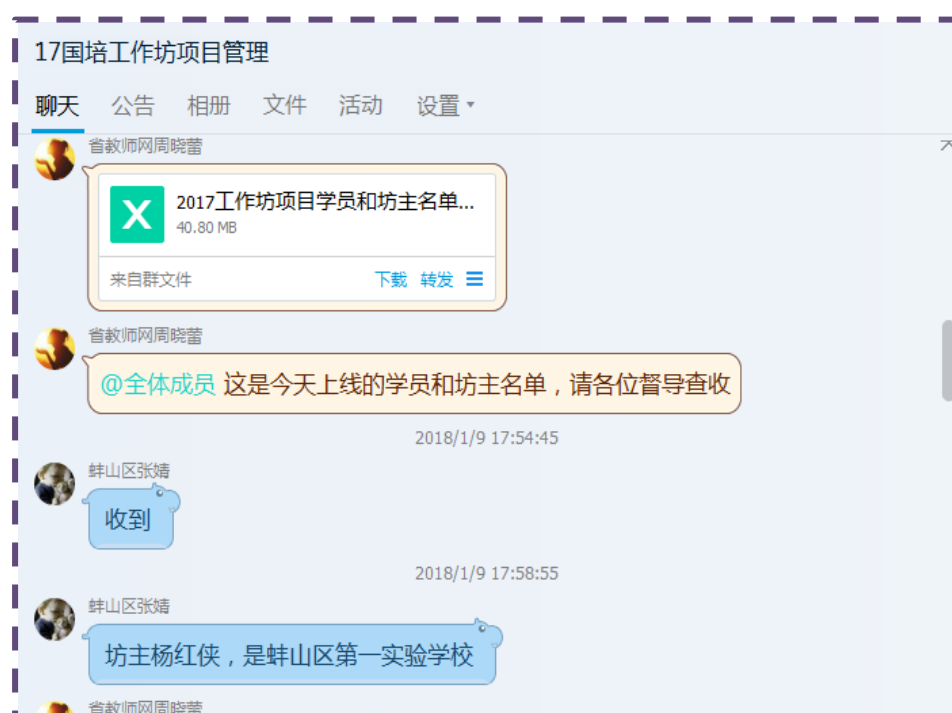 17国培工作坊项目管理
聊天 公告 相册 文件 活动 设置
省教师网周晓蕾
2017工作坊项目学员和坊主名单...
40.80 MB
来自群文件 下载 转发
省教师网周晓蕾
@全体成员 这是今天上线的学员和坊主名单，请各位督导查收
2018/1/9 17:54:45
蚌山区张婧
收到
2018/1/9 17:58:55
蚌山区张婧
坊主杨红侠，是蚌山区第一实验学校
省教师网周晓蕾